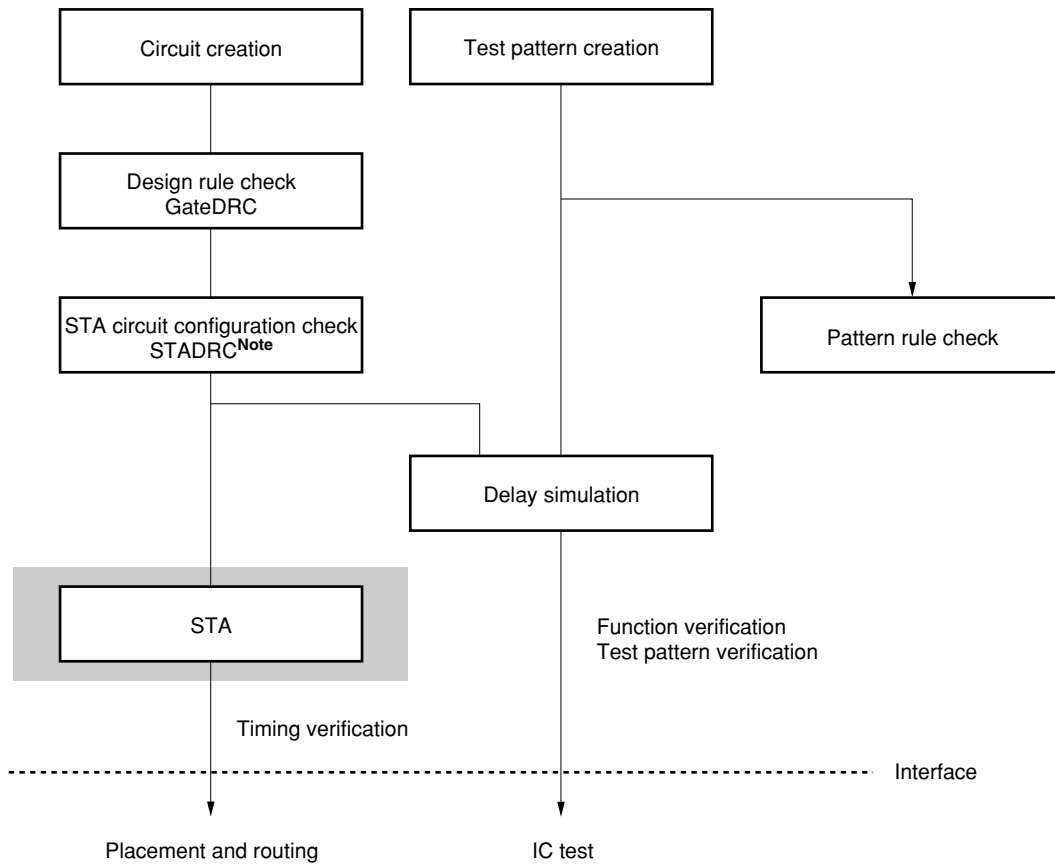 Circuit creation
Test pattern creation
Design rule check
GateDRC
STA circuit configuration check
STADRCNote
Pattern rule check
Delay simulation
STA
Function verification
Test pattern verification
Timing verification
Interface
Placement and routing
IC test